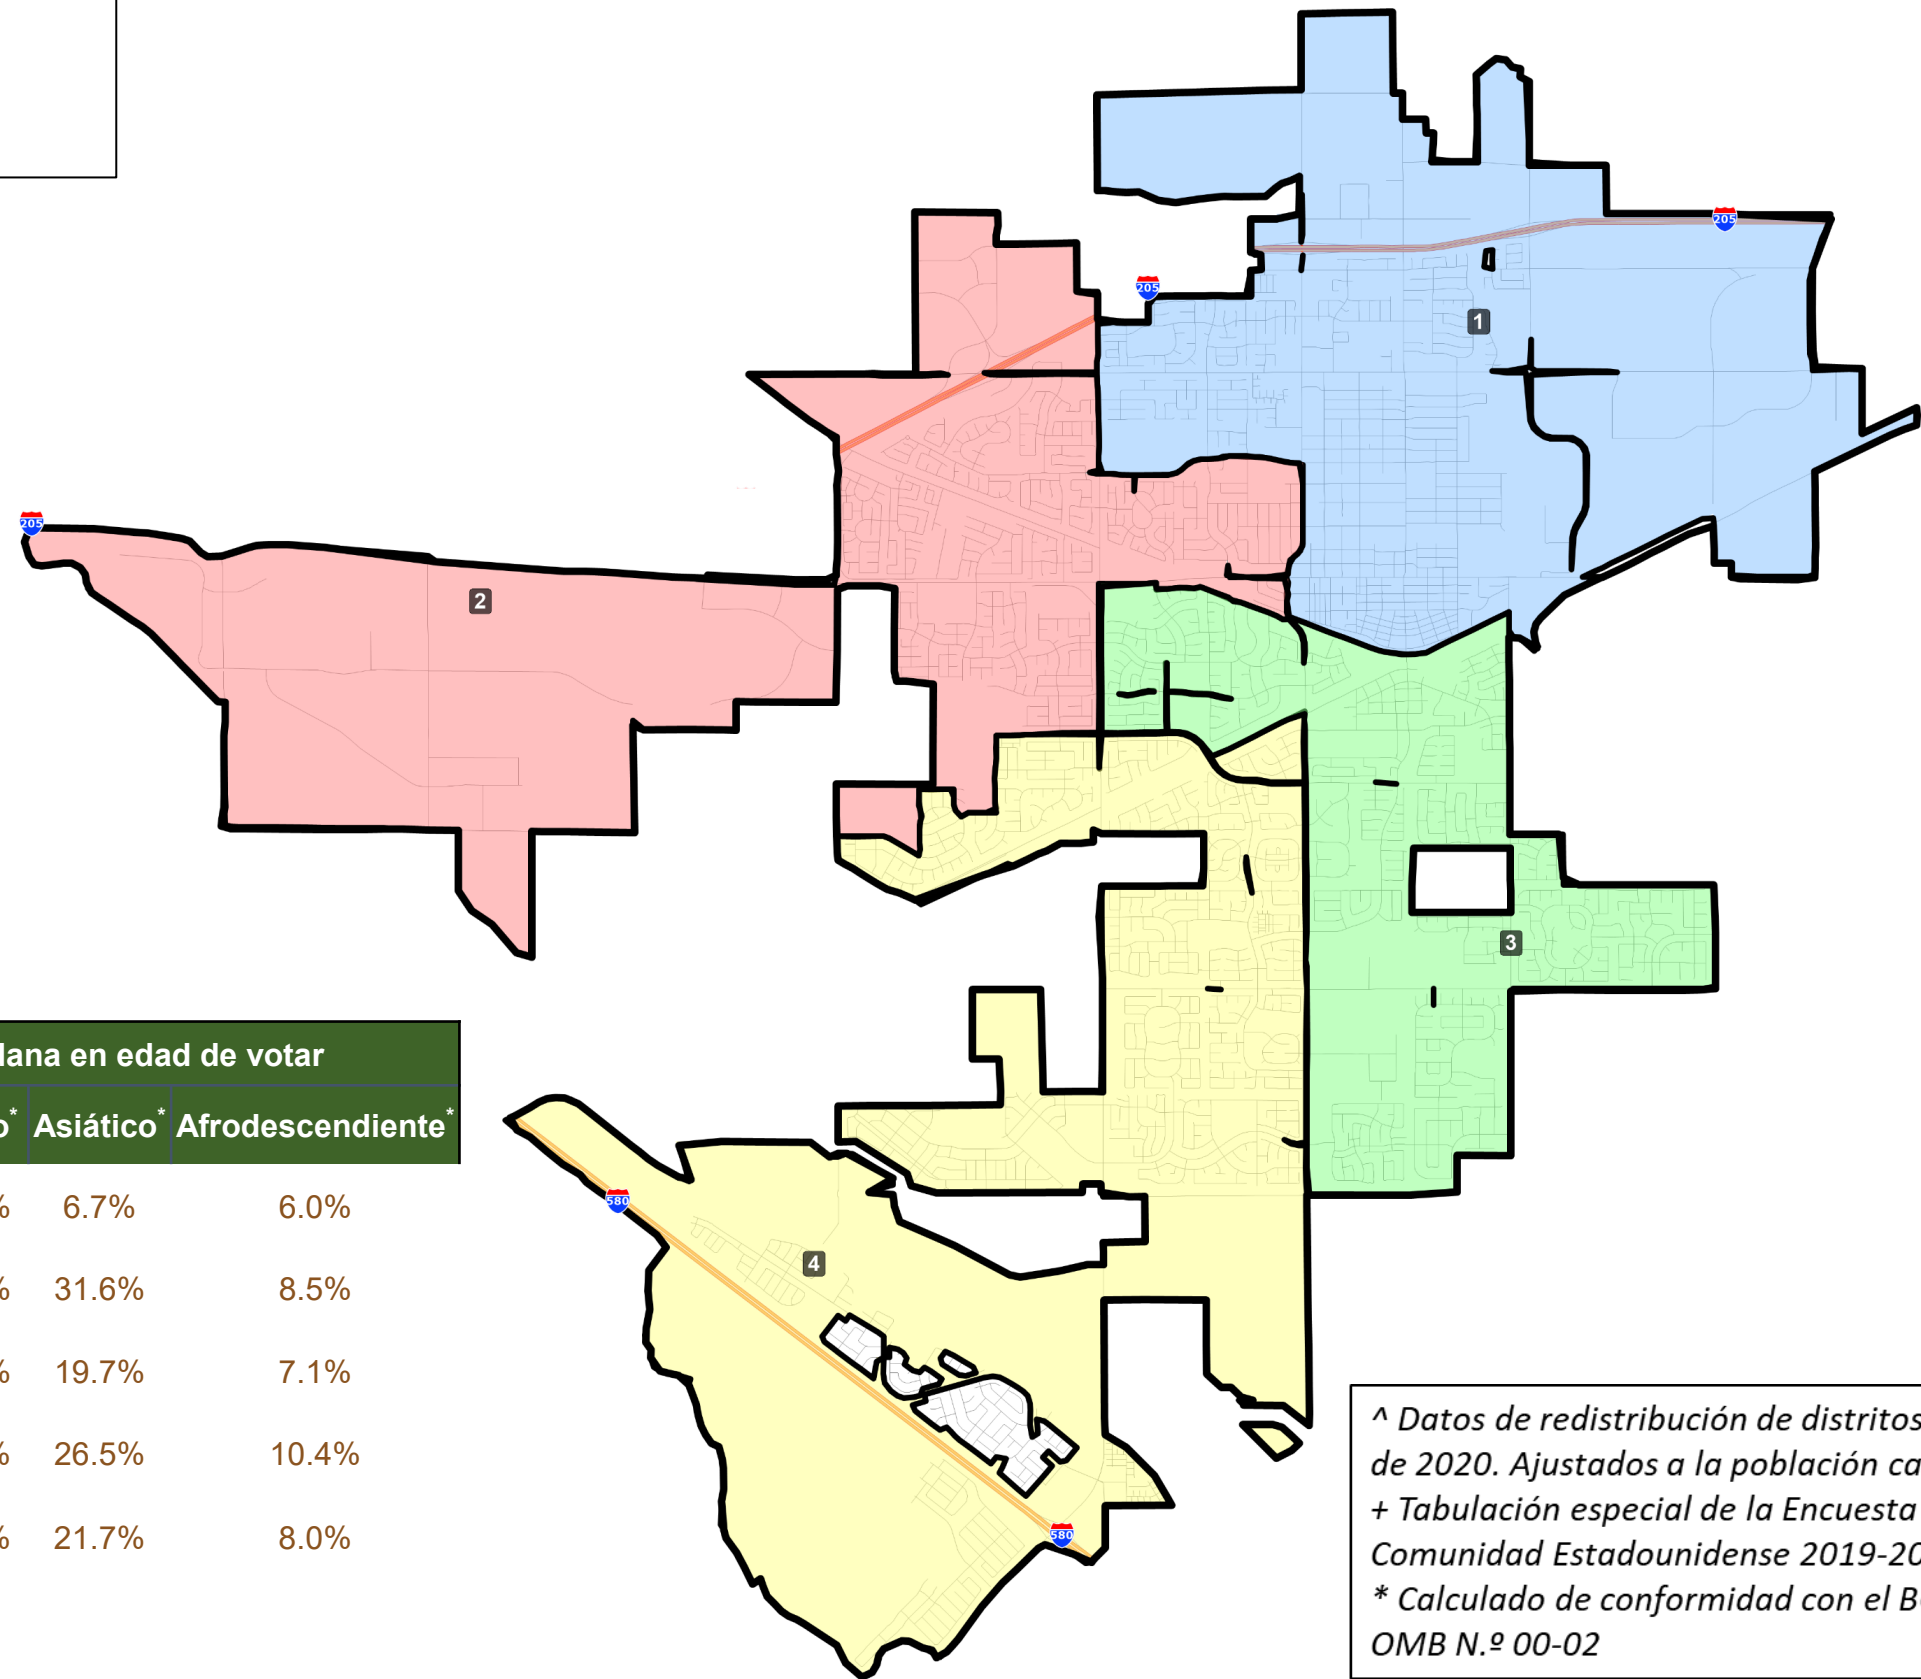 205
205
1
205
2
3
lana en edad de votar
o* Asiático* Afrodescendiente*
% 6.7% 6.0%
% 31.6% 8.5%
% 19.7% 7.1%
% 26.5% 10.4%
% 21.7% 8.0%
580
4
580
^ Datos de redistribución de distritos
de 2020. Ajustados a la población ca
+ Tabulación especial de la Encuesta
Comunidad Estadounidense 2019-20
* Calculado de conformidad con el B
OMB N.º 00-02